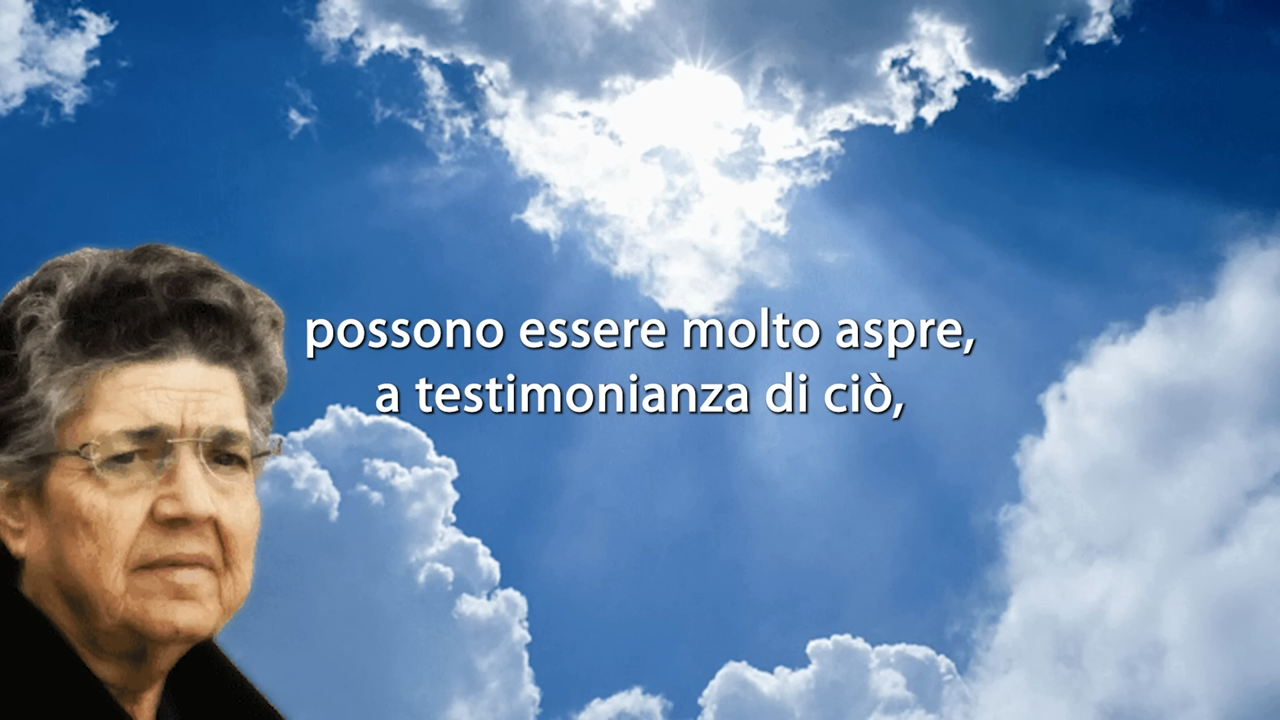 possono essere molto aspre,
a testimonianza di ciò,